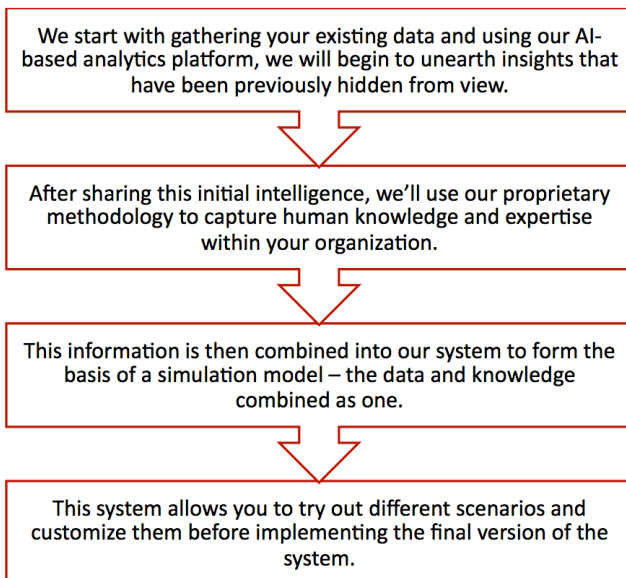 We start with gathering your existing data and using our AI-
based analytics platform, we will begin to unearth insights
that have been previously hidden from view.
After sharing this initial intelligence, we’ll use our proprietary
methodology to capture human knowledge and expertise
within your organization.
This information is then combined into our system to form the
basis of a simulation model – the data and knowledge
combined as one.
This system allows you to try out different scenarios and
customize them before implementing the final version of the
system.